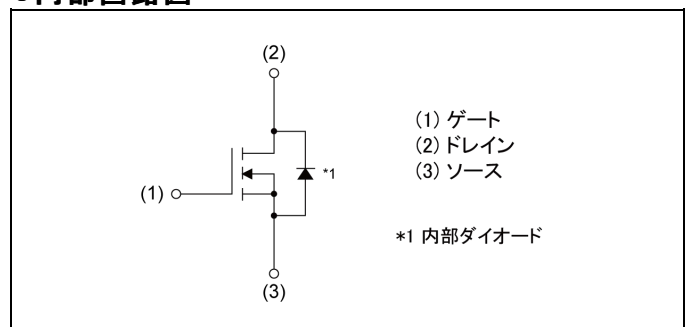 (2)
(1) ゲート
(2) ドレイン
(3) ソース
*1
(1)
*1 内部ダイオード
(3)